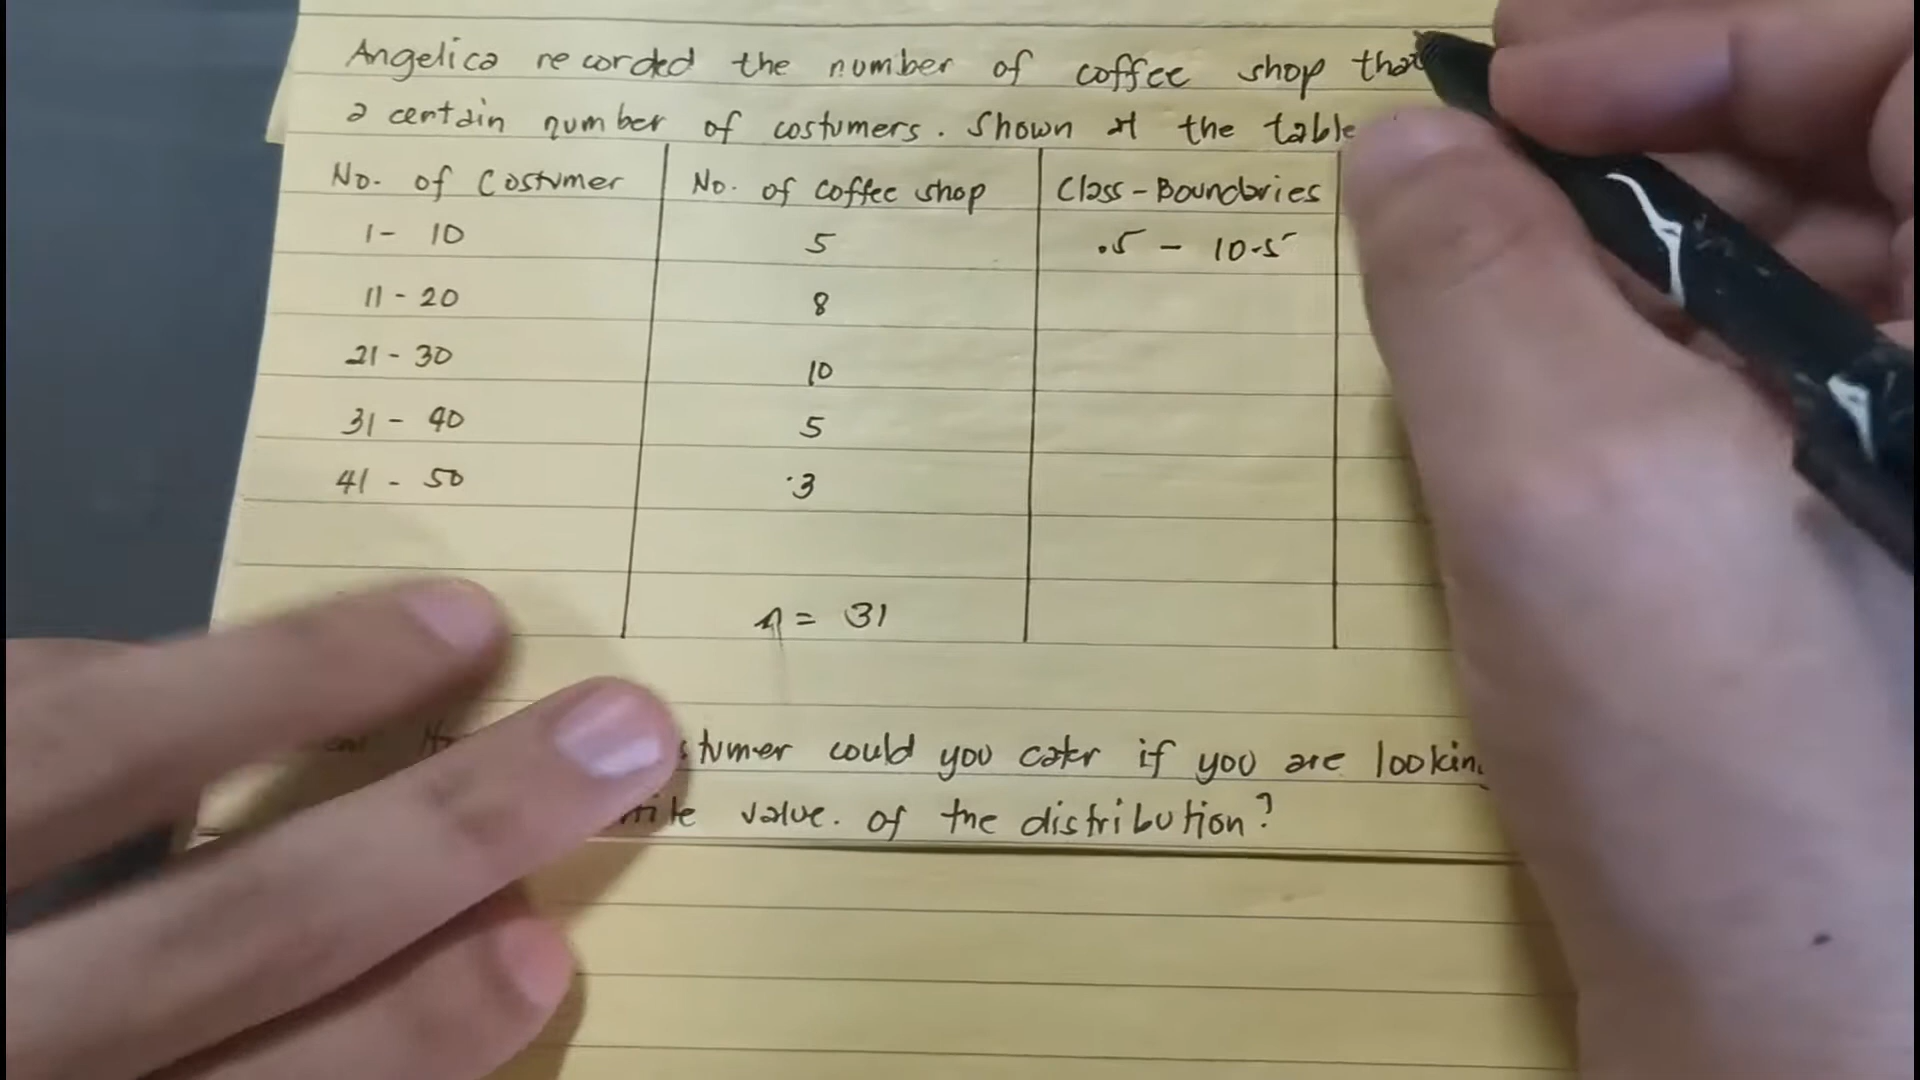 Angelica recorded the number of coffee shop that
a certain number of costumers. Shown at the table
No. of Costumer No. of coffee shop Class-Boundaries
1- 10 5 .5 - 10.5
11 - 20 8
21 - 30 10
31 - 40 5
41 - 50 3
n = 31
tumer could you cater if you are lookin
tile value. of the distribution?